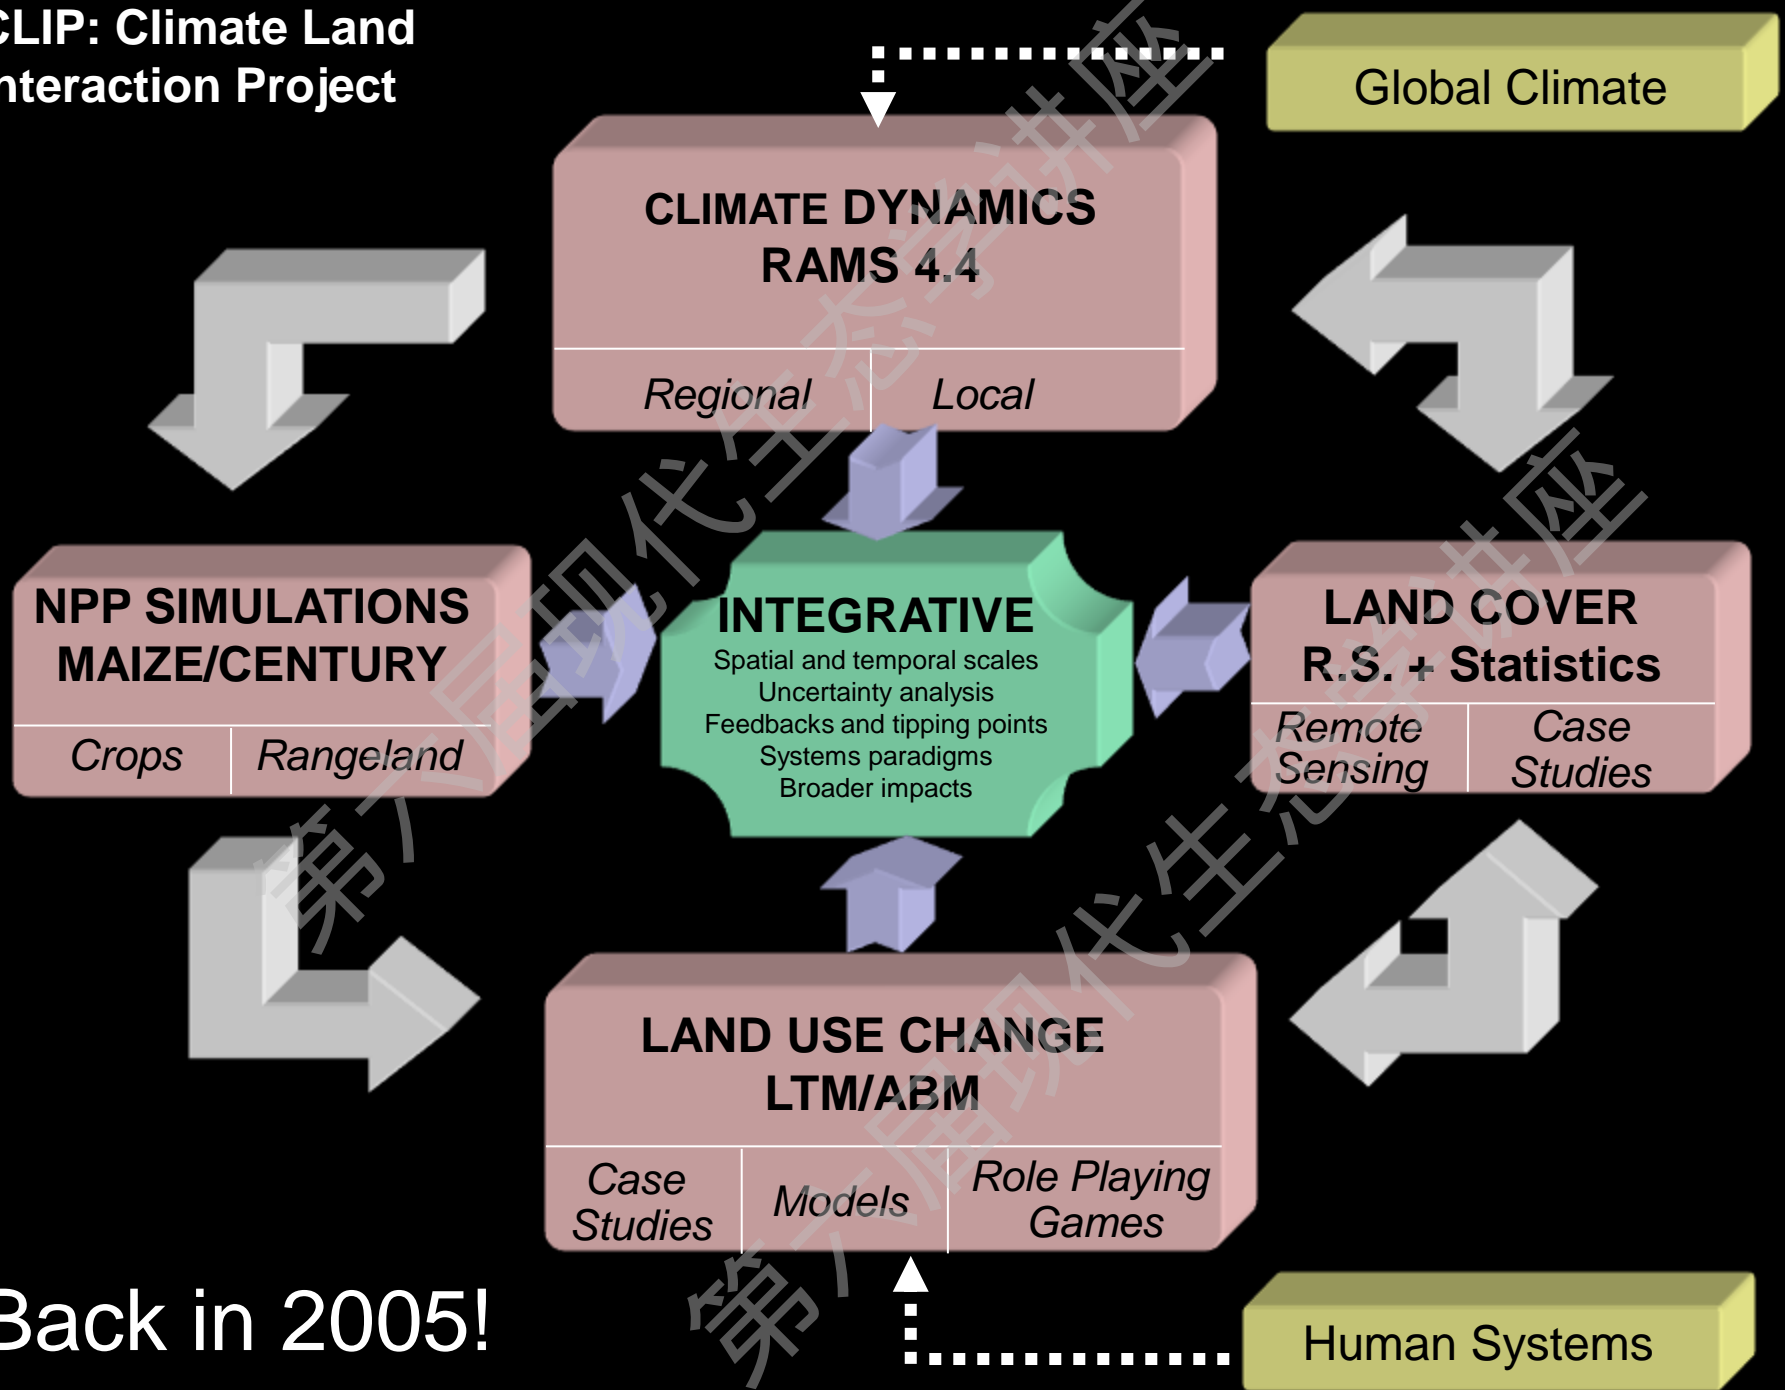 CLIP: Climate Land
Interaction Project
Global Climate
CLIMATE DYNAMICS
RAMS 4.4
Regional
Local
NPP SIMULATIONS
MAIZE/CENTURY
Crops
Rangeland
INTEGRATIVE
Spatial and temporal scales
Uncertainty analysis
Feedbacks and tipping points
Systems paradigms
Broader impacts
LAND COVER
R.S. + Statistics
Remote
Sensing
Case
Studies
LAND USE CHANGE
LTM/ABM
Case
Studies
Models
Role Playing
Games
Back in 2005!
Human Systems
第六届现代生态学讲座
第六届现代生态学讲座